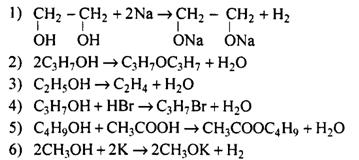 1) CH₂ – CH₂ + 2Na → CH₂ – CH₂ + H₂
OH OH ONa ONa
2) 2C₃H₇OH → C₃H₇OC₃H₇ + H₂O
3) C₂H₅OH → C₂H₄ + H₂O
4) C₃H₇OH + HBr → C₃H₇Br + H₂O
5) C₄H₉OH + CH₃COOH → CH₃COOC₄H₉ + H₂O
6) 2CH₃OH + 2K → 2CH₃OK + H₂